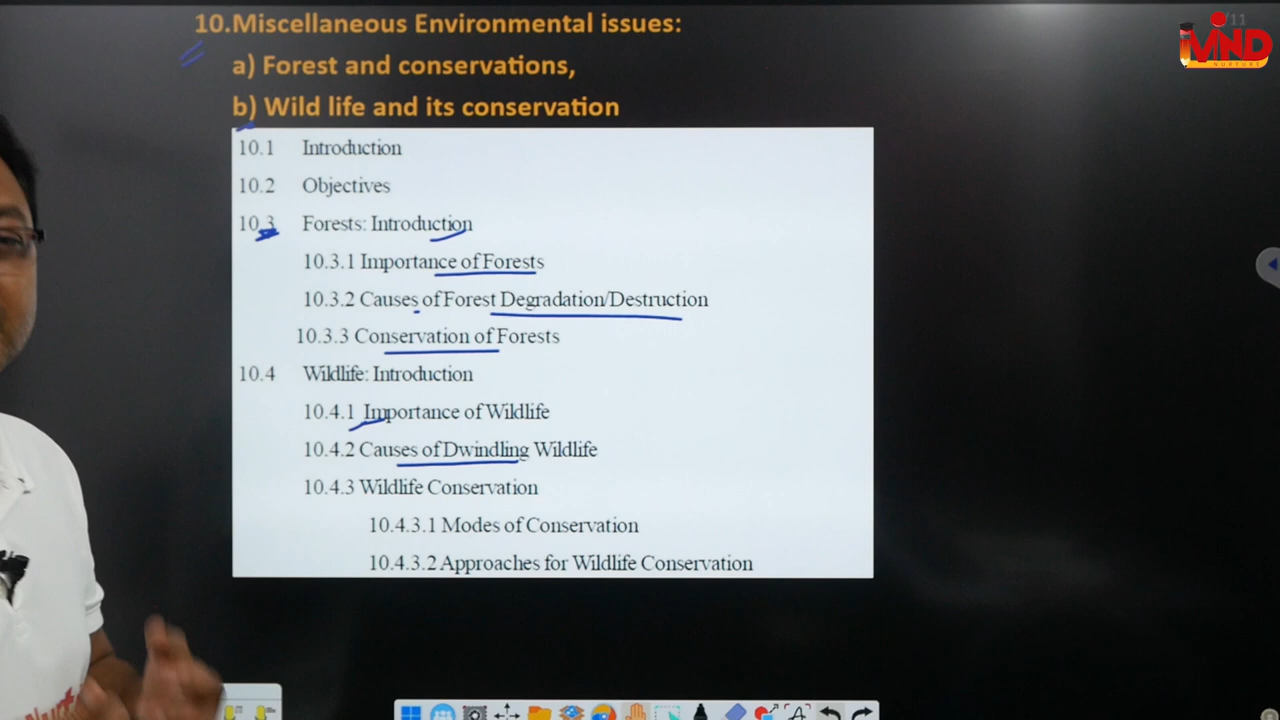 10.Miscellaneous Environmental issues:
/11
iMIND
NURTURE
a) Forest and conservations,
b) Wild life and its conservation
10.1 Introduction
10.2 Objectives
10.3 Forests: Introduction
10.3.1 Importance of Forests
10.3.2 Causes of Forest Degradation/Destruction
10.3.3 Conservation of Forests
10.4 Wildlife: Introduction
10.4.1 Importance of Wildlife
10.4.2 Causes of Dwindling Wildlife
10.4.3 Wildlife Conservation
10.4.3.1 Modes of Conservation
10.4.3.2 Approaches for Wildlife Conservation